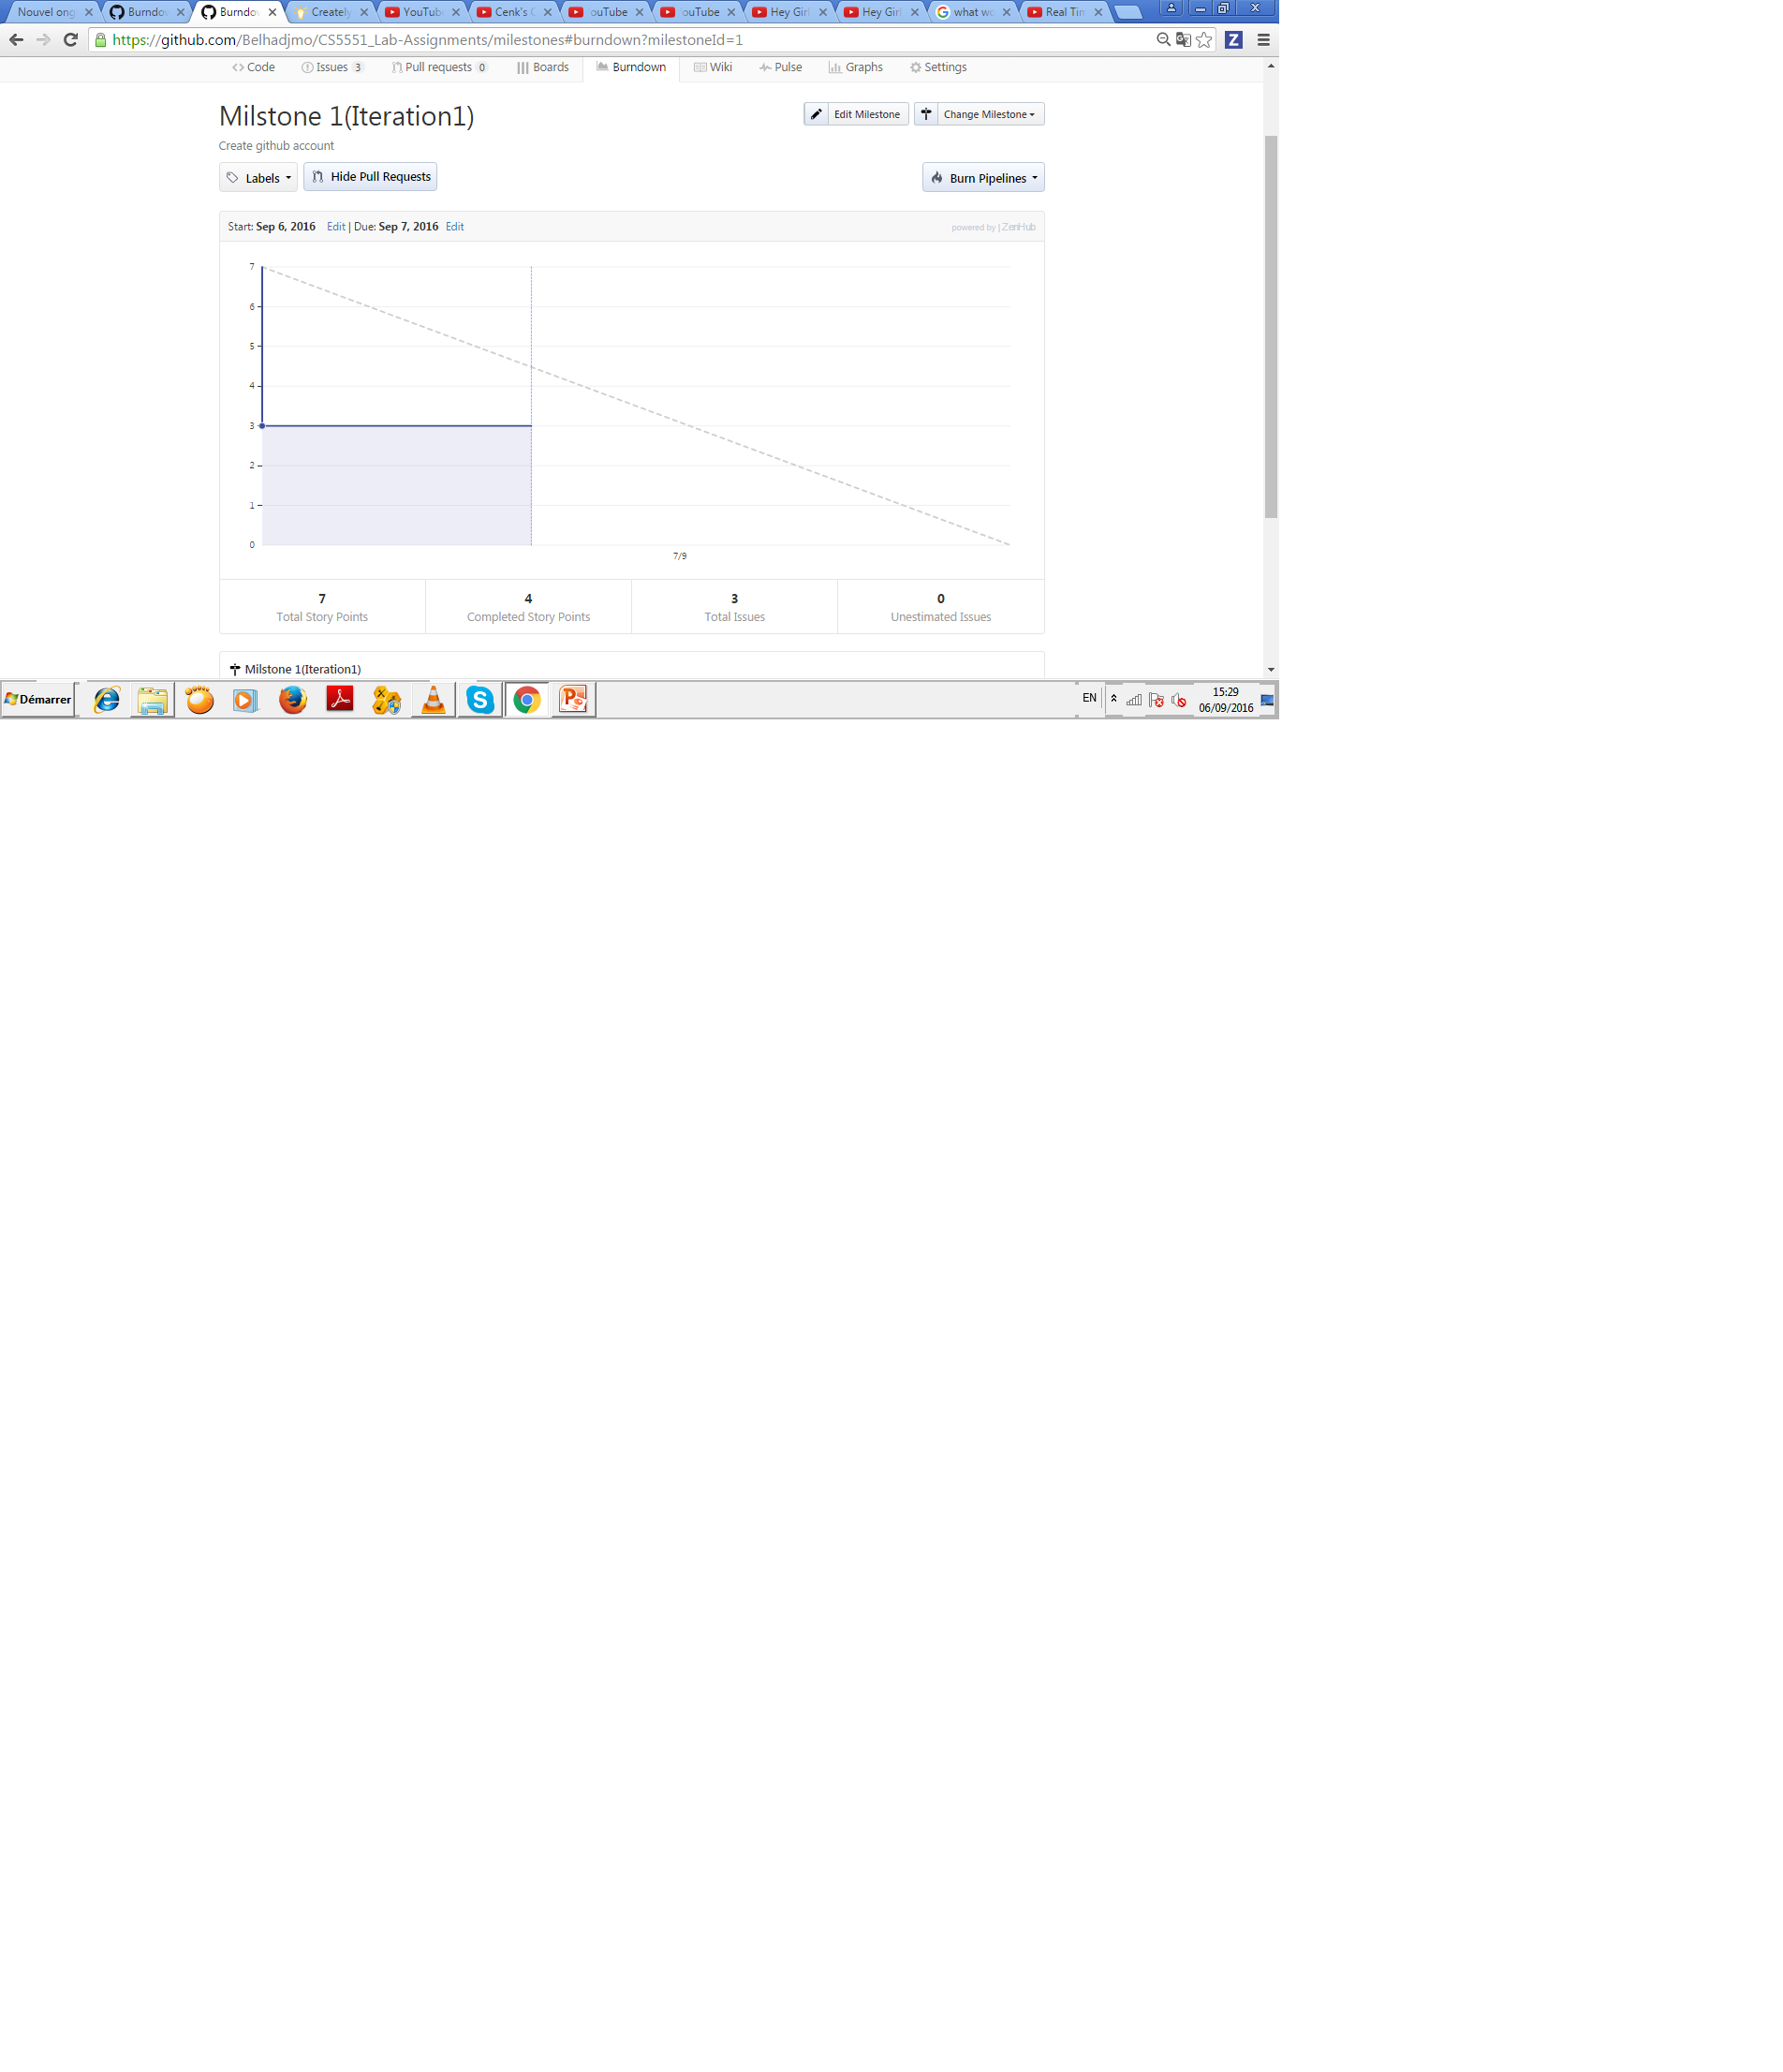 Nouvel ong Burndov Burndov Creately YouTube Cenk's C ouTube ouTube Hey Girl Hey Girl what wo Real Tim
https://github.com/Belhadjmo/CS5551_Lab-Assignments/milestones#burndown?milestoneId=1 Z
Code Issues 3 Pull requests 0 Boards Burndown Wiki Pulse Graphs Settings
Milstone 1(Iteration1) Edit Milestone Change Milestone
Create github account
Labels Hide Pull Requests Burn Pipelines
Start: Sep 6, 2016 Edit | Due: Sep 7, 2016 Edit powered by | ZenHub
7
6
5
4
3
2
1
0
7/9
7 4 3 0
Total Story Points Completed Story Points Total Issues Unestimated Issues
Milstone 1(Iteration1)
Démarrer EN 15:29
06/09/2016